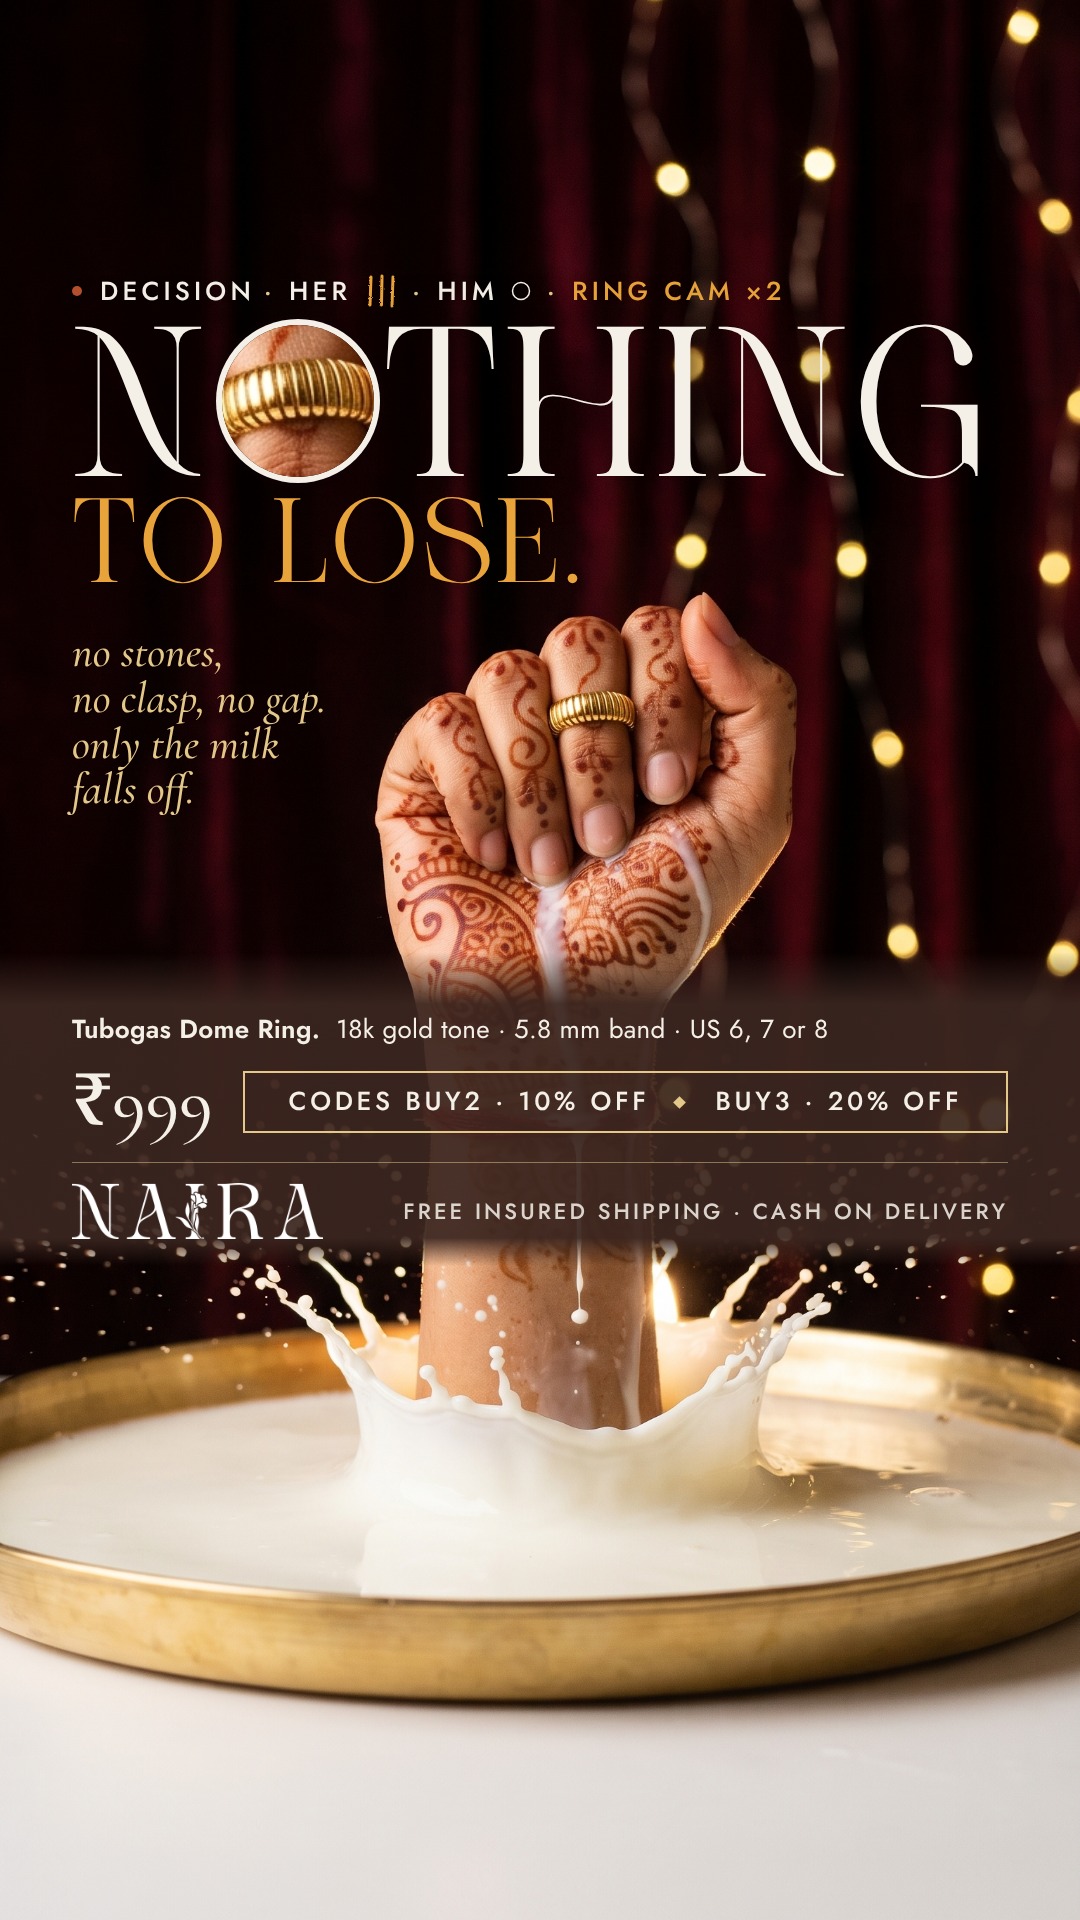 • DECISION · HER ||| · HIM ○ · RING CAM ×2
NOTHING
TO LOSE.
no stones,
no clasp, no gap.
only the milk
falls off.
Tubogas Dome Ring. 18k gold tone · 5.8 mm band · US 6, 7 or 8
₹999
CODES BUY2 · 10% OFF ◆ BUY3 · 20% OFF
NAIRA
FREE INSURED SHIPPING · CASH ON DELIVERY